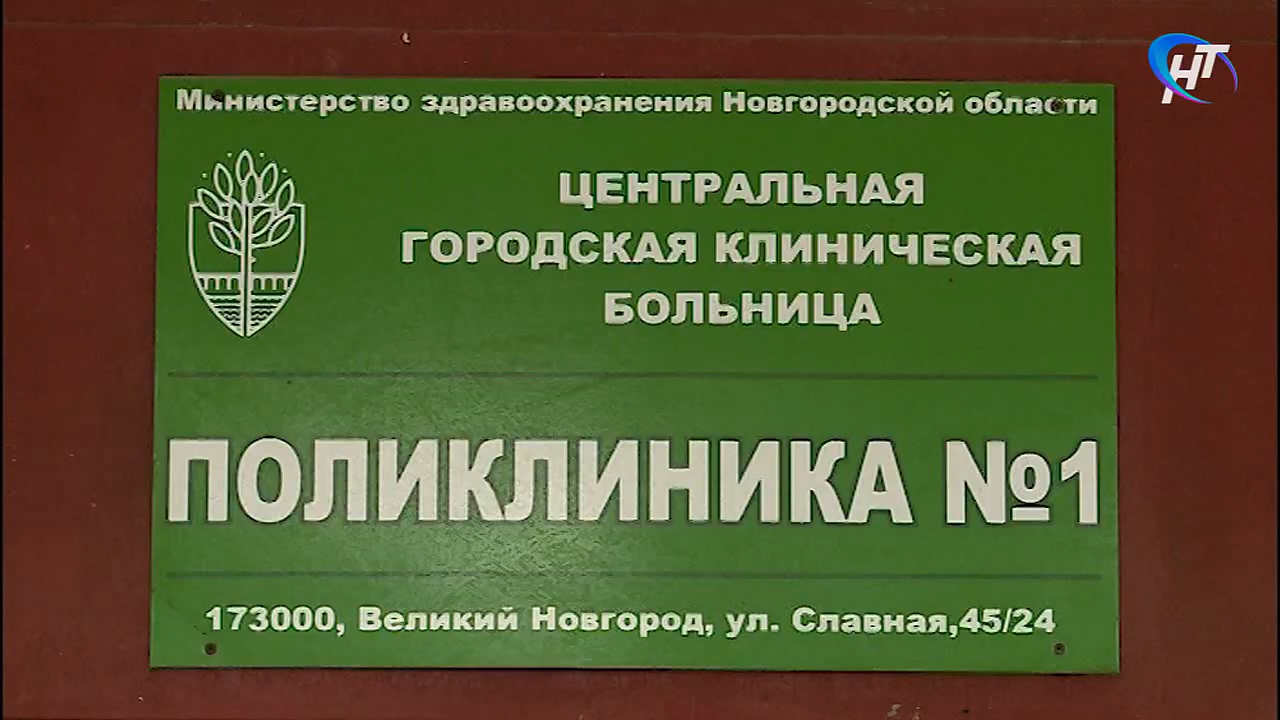 НТ
Министерство здравоохранения Новгородской области
ЦЕНТРАЛЬНАЯ
ГОРОДСКАЯ КЛИНИЧЕСКАЯ
БОЛЬНИЦА
ПОЛИКЛИНИКА №1
173000, Великий Новгород, ул. Славная,45/24